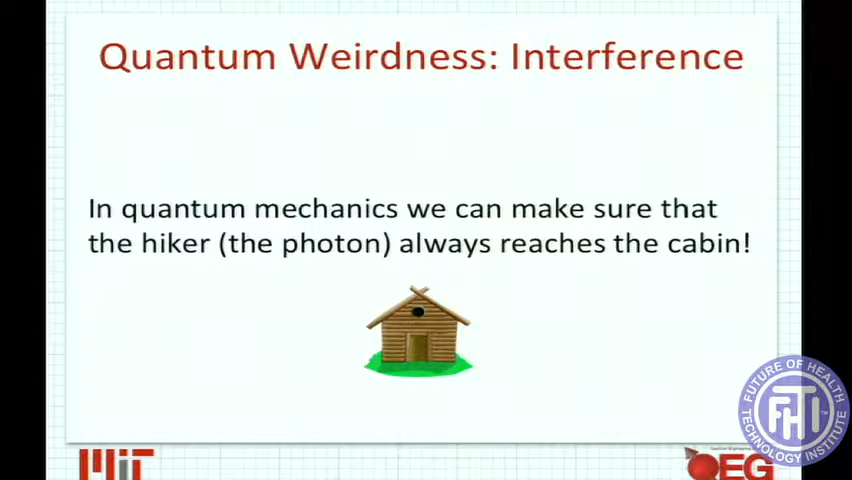 Quantum Weirdness: Interference
In quantum mechanics we can make sure that
the hiker (the photon) always reaches the cabin!
FUTURE OF HEALTH
TECHNOLOGY INSTITUTE
FHTI
TM
MIT
QEG